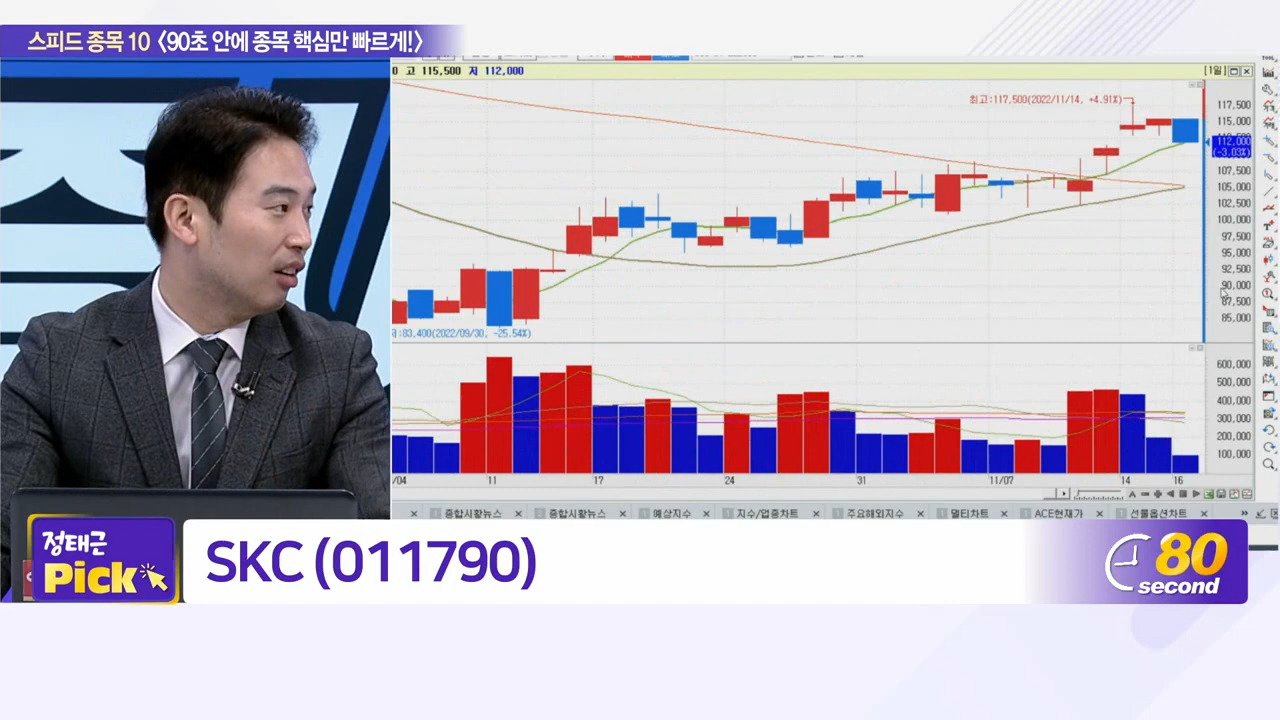 스피드 종목 10 〈90초 안에 종목 핵심만 빠르게!〉
0 고 115,500 저 112,000
[1일]
최고:117,500(2022/11/14, +4.91%)
117,500
115,000
112,000
(-3.03%)
107,500
105,000
102,500
100,000
97,500
95,000
92,500
90,000
87,500
85,000
:83,400(2022/09/30, -25.54%)
600,000
500,000
400,000
300,000
200,000
100,000
/04 11 17 24 31 11/07 14 16
종합시황뉴스 종합시황뉴스 예상지수 지수/업종차트 주요해외지수 멀티차트 ACE현재가 선물옵션차트
정태근
Pick
SKC (011790)
80
second